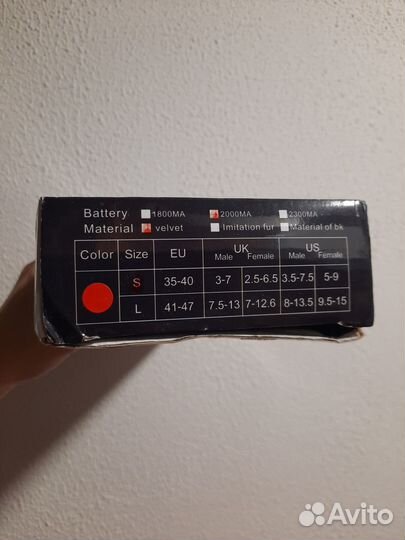 Battery 1800MA 2000MA 2300MA
Material velvet Imitation fur Material of bk
Color Size EU UK US
Male Female Male Female
S 35-40 3-7 2.5-6.5 3.5-7.5 5-9
L 41-47 7.5-13 7-12.6 8-13.5 9.5-15
Avito